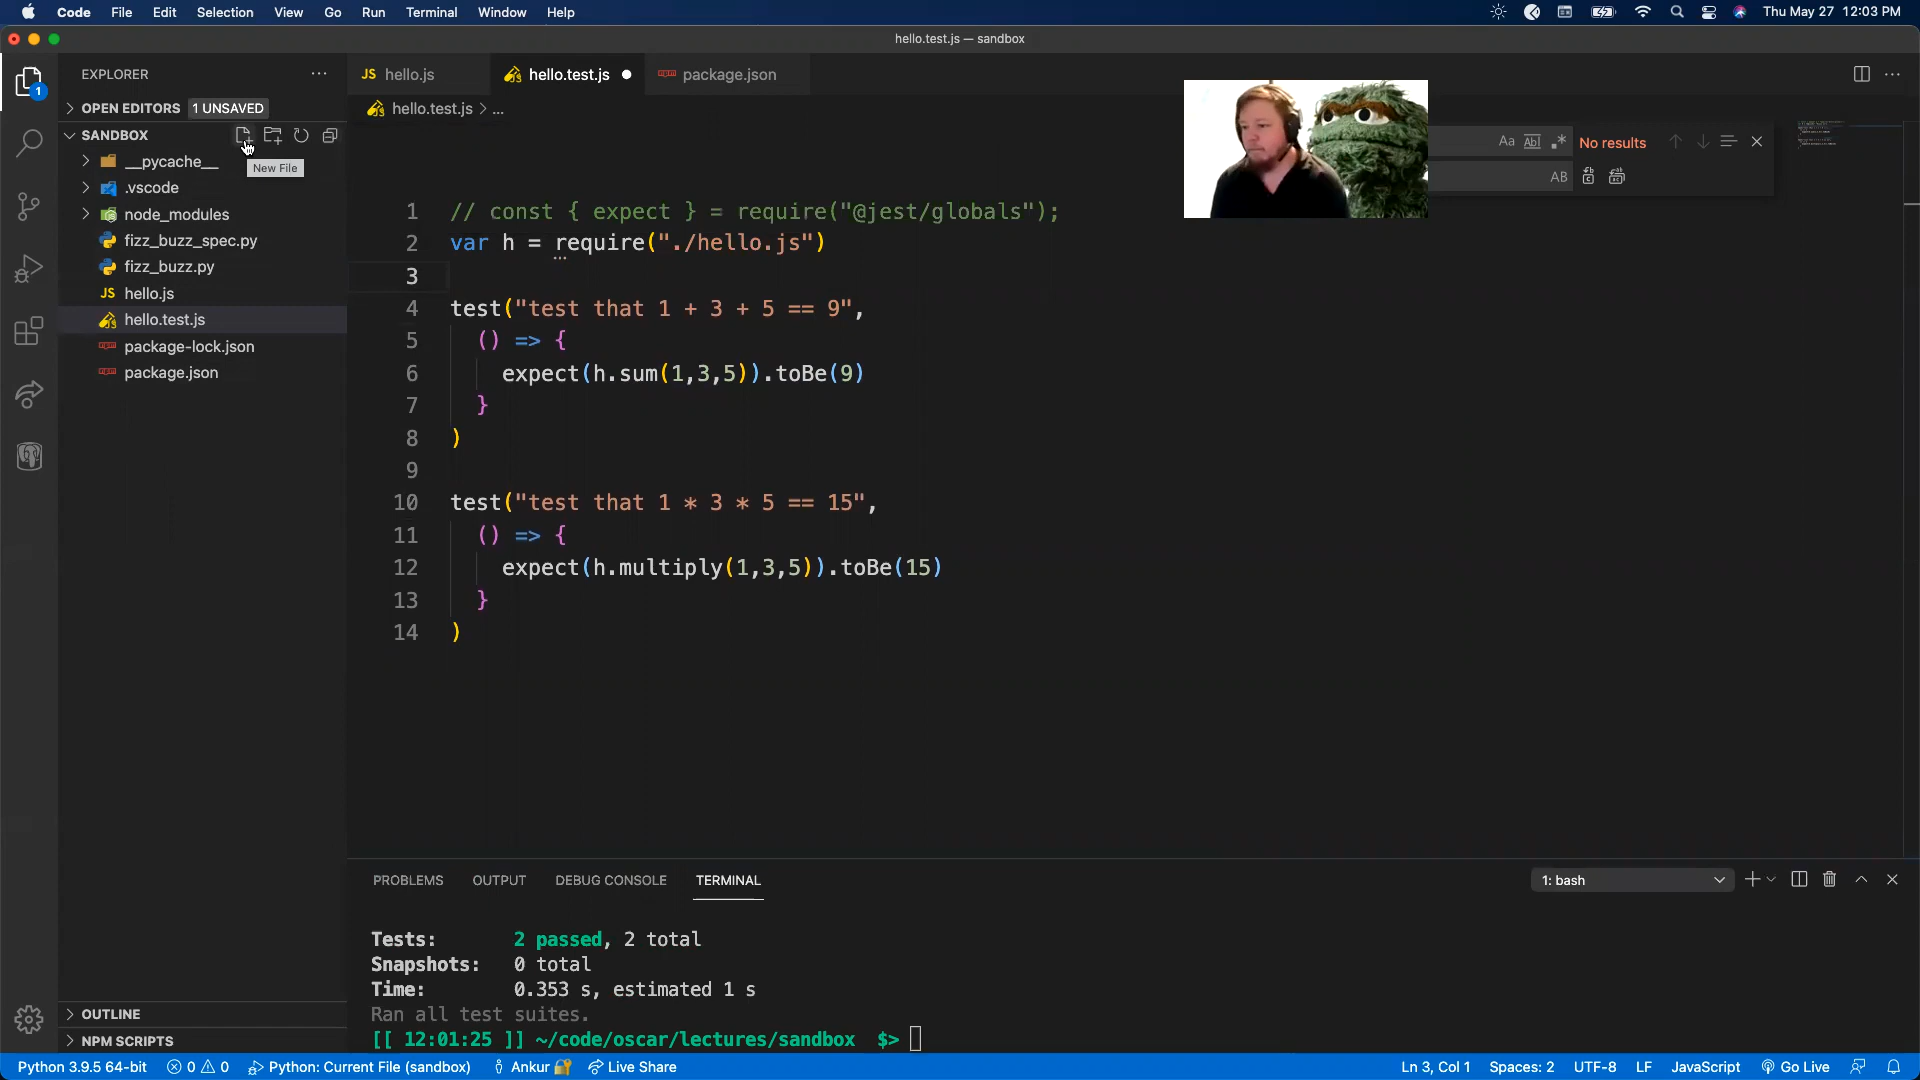 Code File Edit Selection View Go Run Terminal Window Help Thu May 27 12:03 PM
hello.test.js — sandbox
EXPLORER ···
JS hello.js hello.test.js ● package.json ···
OPEN EDITORS 1 UNSAVED
hello.test.js > ...
SANDBOX
New File
__pycache__
.vscode
node_modules
fizz_buzz_spec.py
fizz_buzz.py
JS hello.js
hello.test.js
package-lock.json
package.json
OUTLINE
NPM SCRIPTS
1
Aa Abl .* No results
AB
1 // const { expect } = require("@jest/globals");
2 var h = require("./hello.js")
3
4 test("test that 1 + 3 + 5 == 9",
5 () => {
6 expect(h.sum(1,3,5)).toBe(9)
7 }
8 )
9
10 test("test that 1 * 3 * 5 == 15",
11 () => {
12 expect(h.multiply(1,3,5)).toBe(15)
13 }
14 )
PROBLEMS OUTPUT DEBUG CONSOLE TERMINAL 1: bash
Tests: 2 passed, 2 total
Snapshots: 0 total
Time: 0.353 s, estimated 1 s
Ran all test suites.
[[ 12:01:25 ]] ~/code/oscar/lectures/sandbox $>
Python 3.9.5 64-bit 0 0 Python: Current File (sandbox) Ankur Live Share Ln 3, Col 1 Spaces: 2 UTF-8 LF JavaScript Go Live